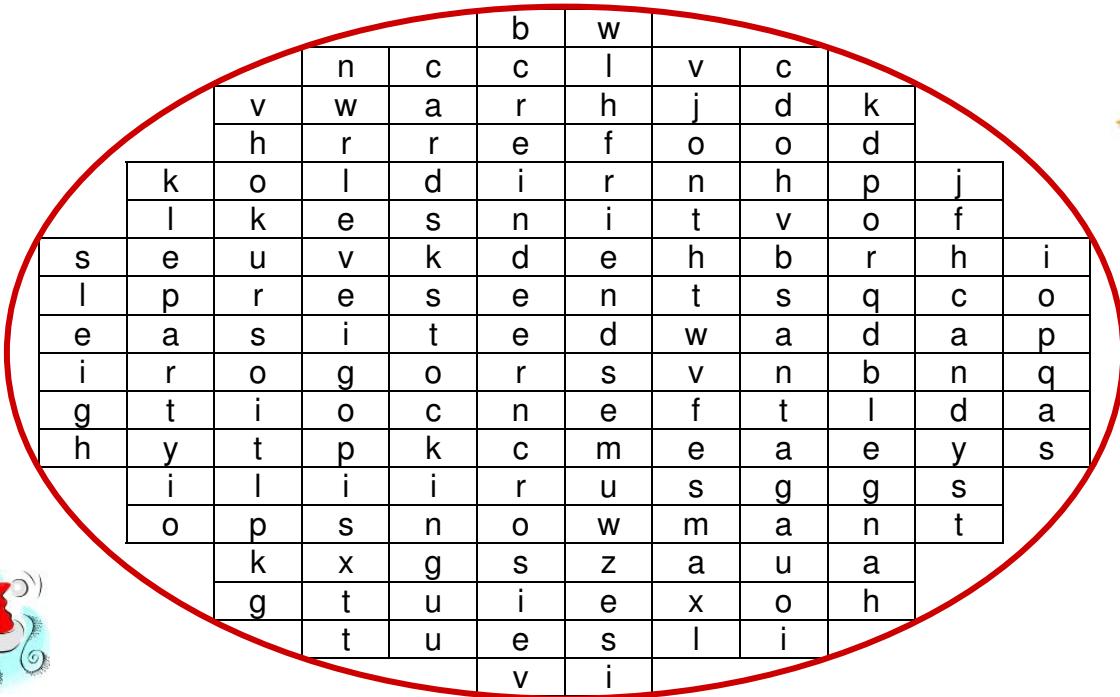 b w
n c c l v c
v w a r h j d k
h r r e f o o d
k o l d i r n h p j
l k e s n i t v o f
s e u v k d e h b r h i
l p r e s e n t s q c o
e a s i t e d w a d a p
i r o g o r s v n b n q
g t i o c n e f t l d a
h y t p k c m e a e y s
i l i i r u s g g s
o p s n o w m a n t
k x g s z a u a
g t u i e x o h
t u e s l i
v i